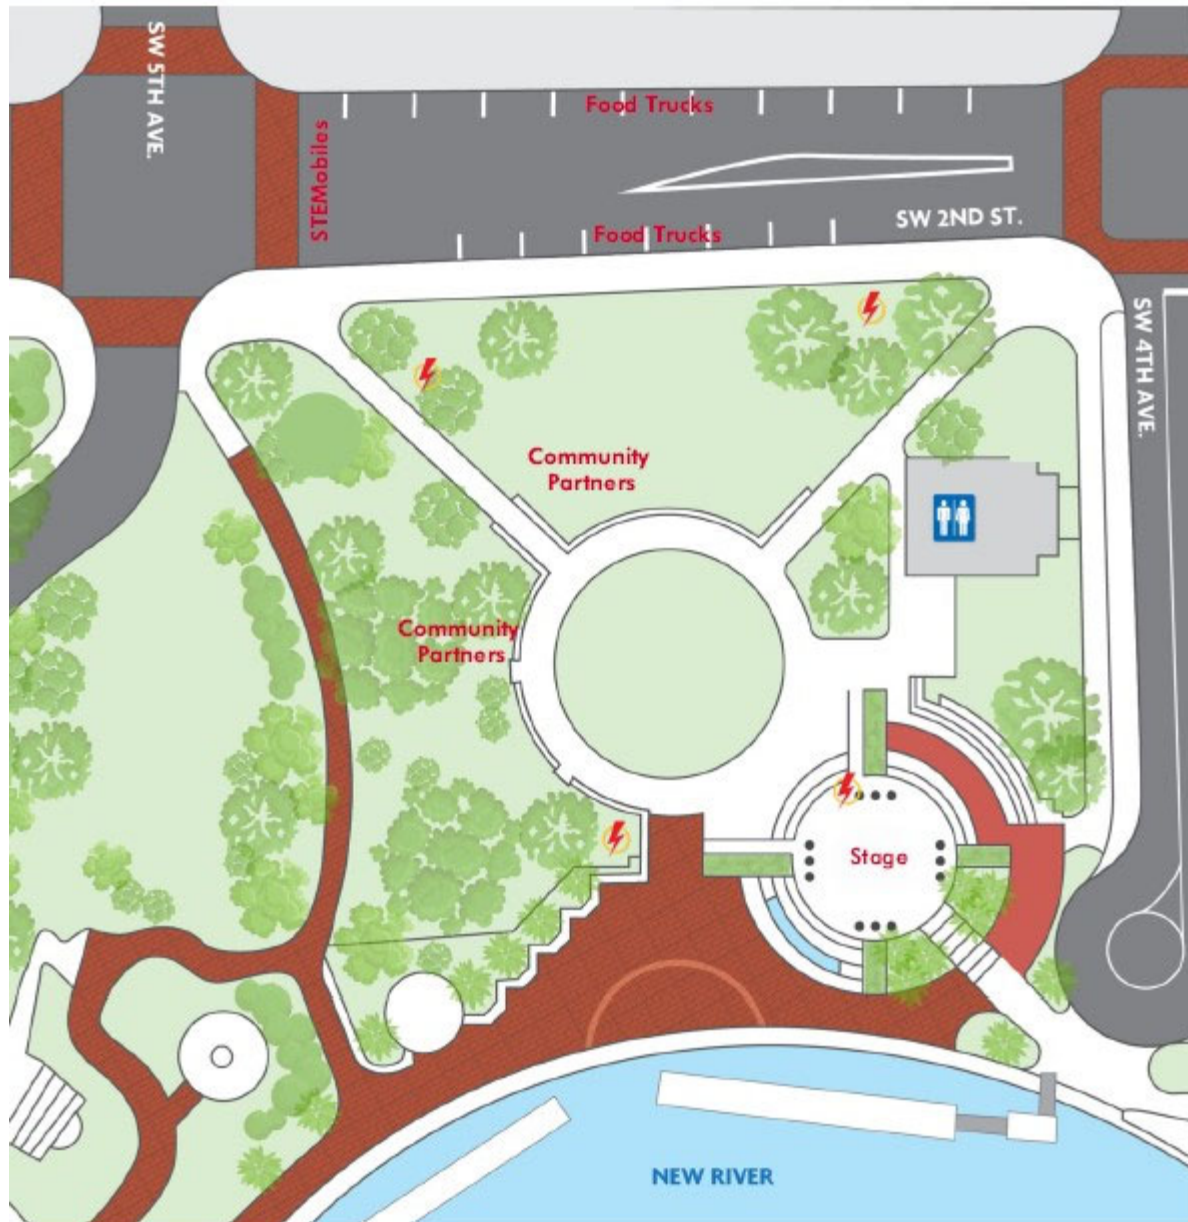 SW 5TH AVE.
Food Trucks
STEMobiles
SW 2ND ST.
Food Trucks
SW 4TH AVE.
Community
Partners
Community
Partners
Stage
NEW RIVER